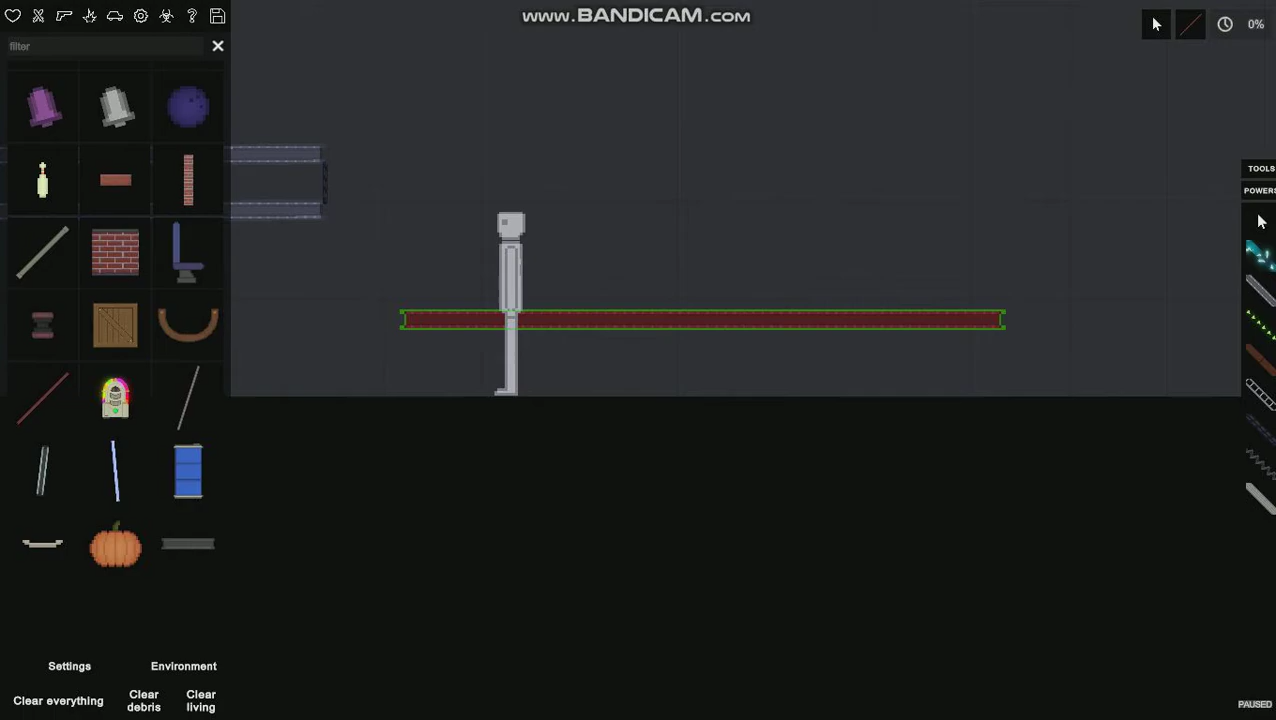 www.BANDICAM.com
0%
filter
TOOLS
POWERS
Settings
Environment
Clear everything
Clear
debris
Clear
living
PAUSED